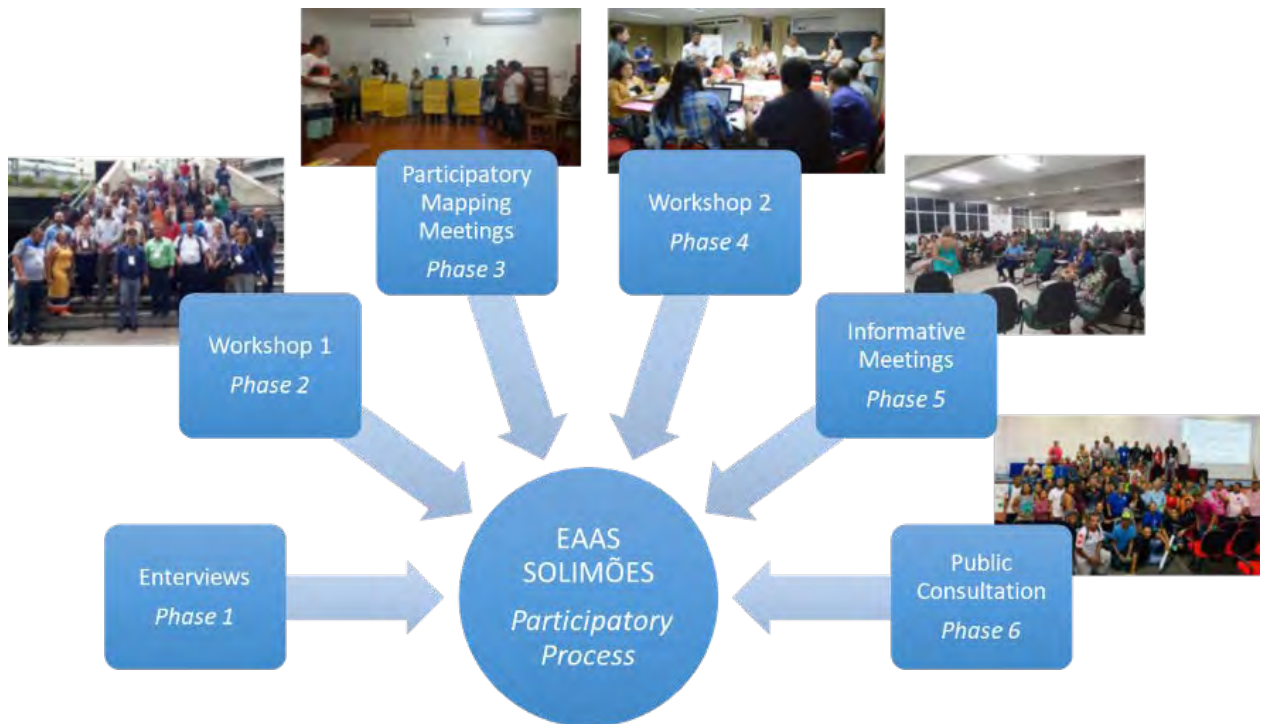 Enterviews
Phase 1
Workshop 1
Phase 2
Participatory
Mapping
Meetings
Phase 3
Workshop 2
Phase 4
Informative
Meetings
Phase 5
Public
Consultation
Phase 6
EAAS
SOLIMÕES
Participatory
Process